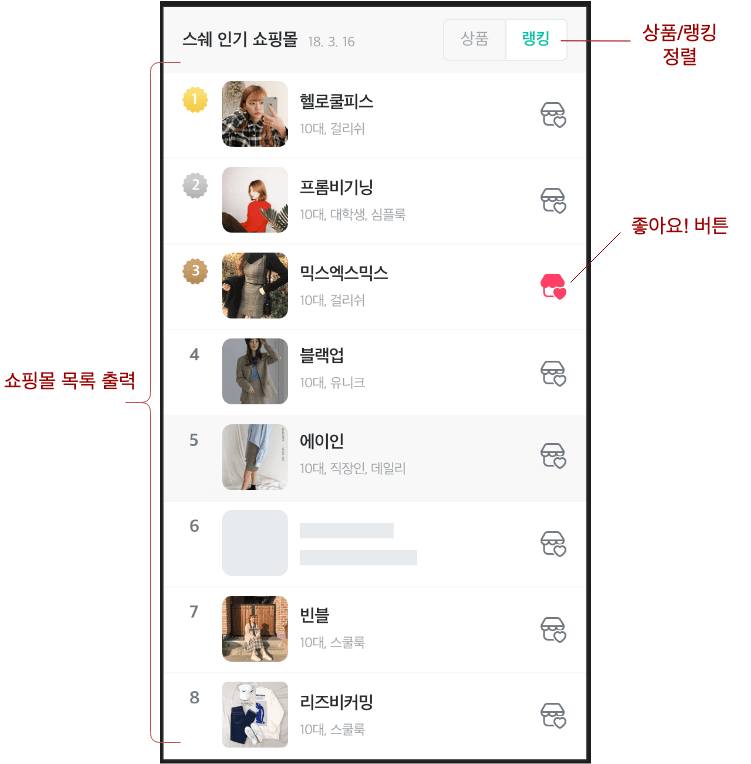 스쉐 인기 쇼핑몰 18. 3. 16
상품 랭킹
상품/랭킹
정렬
1
헬로쿨피스
10대, 걸리쉬
2
프롬비기닝
10대, 대학생, 심플룩
좋아요! 버튼
3
믹스엑스믹스
10대, 걸리쉬
쇼핑몰 목록 출력
4
블랙업
10대, 유니크
5
에이인
10대, 직장인, 데일리
6
7
빈블
10대, 스쿨룩
8
리즈비커밍
10대, 스쿨룩